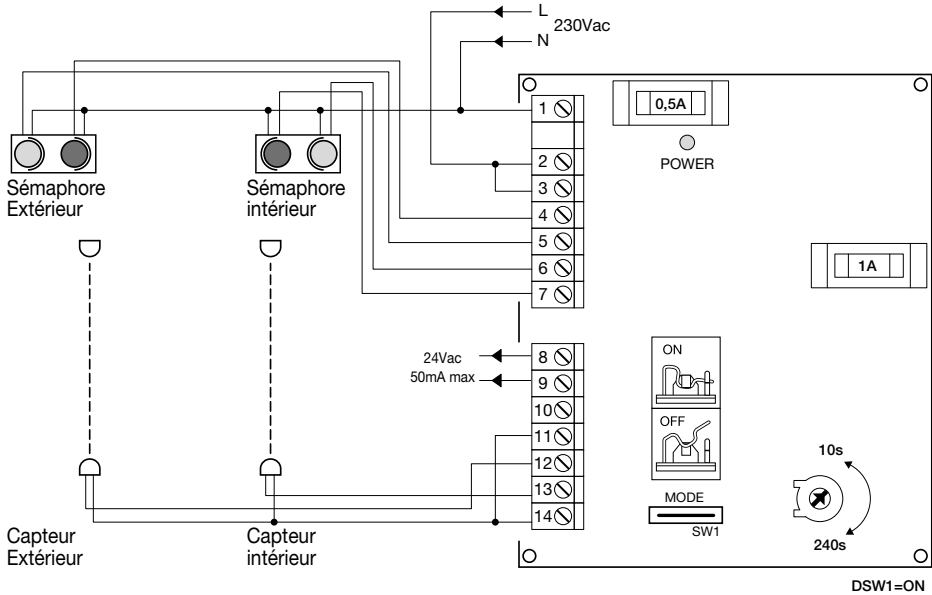 L
230Vac
N
1
0,5A
POWER
2
3
4
5
6
7
1A
Sémaphore
Extérieur
Sémaphore
intérieur
24Vac
50mA max
8
9
10
11
12
13
14
ON
OFF
MODE
SW1
10s
240s
Capteur
Extérieur
Capteur
intérieur
DSW1=ON